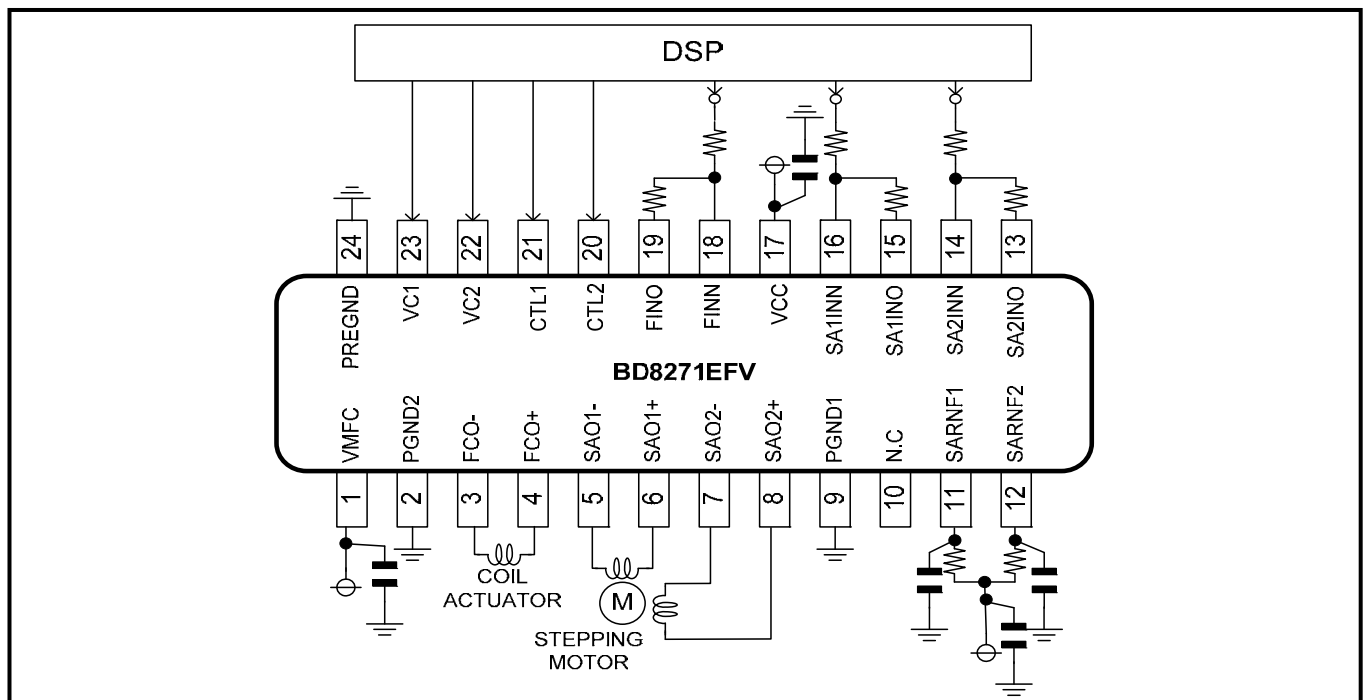 DSP
24 23 22 21 20 19 18 17 16 15 14 13
PREGND VC1 VC2 CTL1 CTL2 FINO FINN VCC SA1INN SA1INO SA2INN SA2INO
BD8271EFV
VMFC PGND2 FCO- FCO+ SAO1- SAO1+ SAO2- SAO2+ PGND1 N.C SARNF1 SARNF2
1 2 3 4 5 6 7 8 9 10 11 12
COIL
ACTUATOR
M
STEPPING
MOTOR